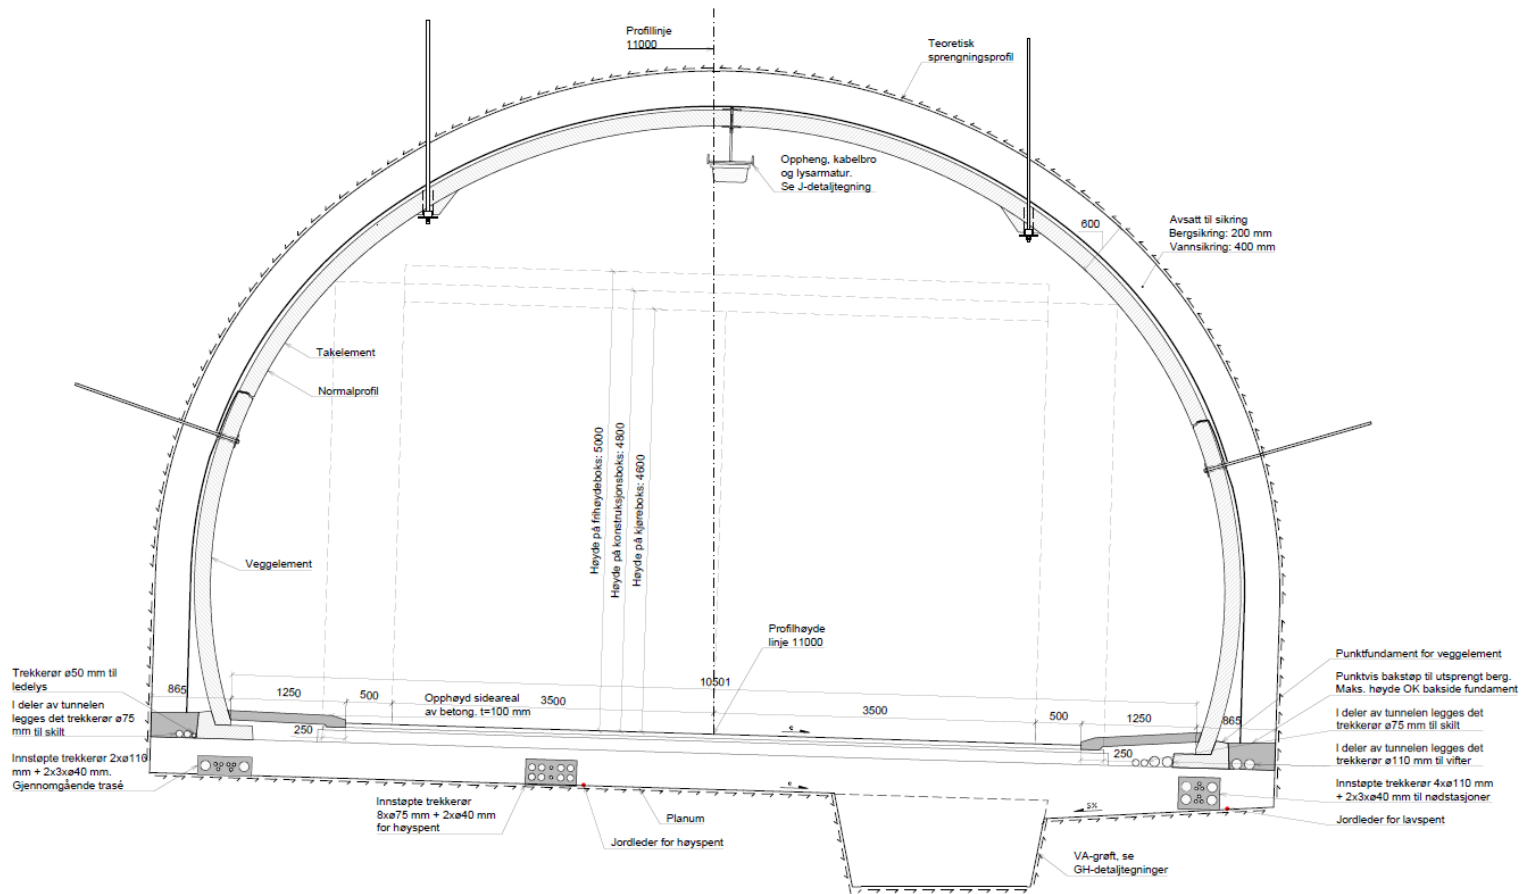 Profillinje
11000
Teoretisk
sprengningsprofil
Oppheng, kabelbro
og lysarmatur.
Se J-detaljtegning
600
Avsatt til sikring
Bergsikring: 200 mm
Vannsikring: 400 mm
Takelement
Normalprofil
Høyde på frihøydeboks: 5000
Høyde på konstruksjonsboks: 4800
Høyde på kjøreboks: 4600
Veggelement
Profilhøyde
linje 11000
Trekkerør ø50 mm til
ledelys
I deler av tunnelen
legges det trekkerør ø75
mm til skilt
Innstøpte trekkerør 2xø110
mm + 2x3xø40 mm.
Gjennomgående trasé
865
1250
500
Opphøyd sideareal
av betong. t=100 mm
3500
10501
3500
500
1250
865
250
250
e
e
5%
Punktfundament for veggelement
Punktvis bakstøp til utsprengt berg.
Maks. høyde OK bakside fundament
I deler av tunnelen legges det
trekkerør ø75 mm til skilt
I deler av tunnelen legges det
trekkerør ø110 mm til vifter
Innstøpte trekkerør 4xø110 mm
+ 2x3xø40 mm til nødstasjoner
Jordleder for lavspent
Innstøpte trekkerør
8xø75 mm + 2xø40 mm
for høyspent
Planum
Jordleder for høyspent
VA-grøft, se
GH-detaljtegninger